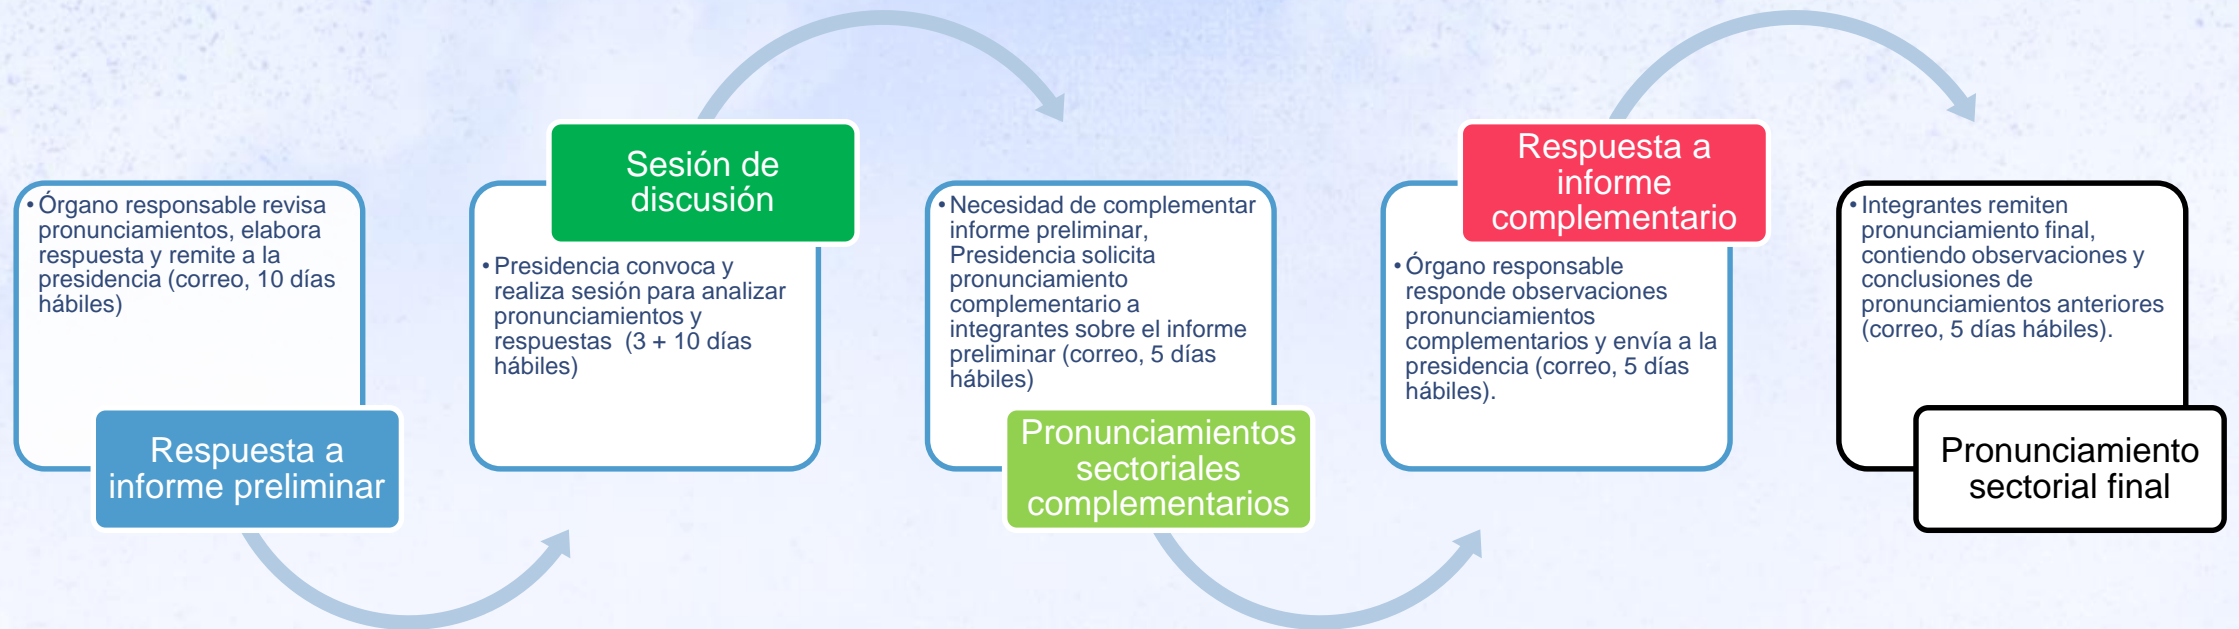 • Órgano responsable revisa
pronunciamientos, elabora
respuesta y remite a la
presidencia (correo, 10 días
hábiles)
Respuesta a
informe preliminar
Sesión de
discusión
• Presidencia convoca y
realiza sesión para analizar
pronunciamientos y
respuestas (3 + 10 días
hábiles)
• Necesidad de complementar
informe preliminar,
Presidencia solicita
pronunciamiento
complementario a
integrantes sobre el informe
preliminar (correo, 5 días
hábiles)
Pronunciamientos
sectoriales
complementarios
Respuesta a
informe
complementario
• Órgano responsable
responde observaciones
pronunciamientos
complementarios y envía a la
presidencia (correo, 5 días
hábiles).
• Integrantes remiten
pronunciamiento final,
conteniendo observaciones y
conclusiones de
pronunciamientos anteriores
(correo, 5 días hábiles).
Pronunciamiento
sectorial final